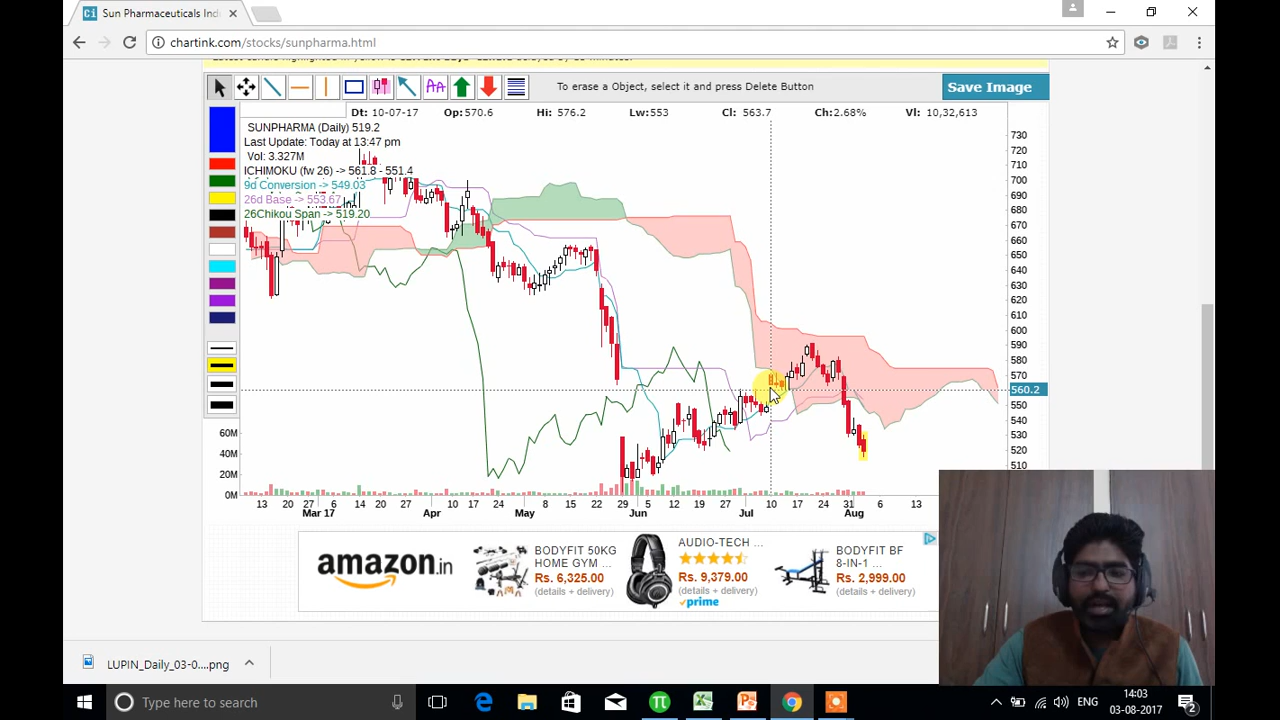 Ci Sun Pharmaceuticals Indu
chartink.com/stocks/sunpharma.html
To erase a Object, select it and press Delete Button
Save Image
Dt: 10-07-17 Op:570.6 Hi: 576.2 Lw:553 Cl: 563.7 Ch:2.68% Vl: 10,32,613
SUNPHARMA (Daily) 519.2
Last Update: Today at 13:47 pm
Vol: 3.327M
ICHIMOKU (fw 26) -> 561.8 - 551.4
9d Conversion -> 549.03
26d Base -> 553.67
26Chikou Span -> 519.20
730
720
710
700
690
680
670
660
650
640
630
620
610
600
590
580
570
560.2
550
540
530
520
510
60M
40M
20M
0M
13 20 27 6 14 20 27 10 17 24 8 15 22 29 5 12 19 27 10 17 24 31 6 13
Mar 17 Apr May Jun Jul Aug
amazon.in
BODYFIT 50KG
HOME GYM ...
Rs. 6,325.00
(details + delivery)
AUDIO-TECH ...
Rs. 9,379.00
(details + delivery)
prime
BODYFIT BF
8-IN-1 ...
Rs. 2,999.00
(details + delivery)
LUPIN_Daily_03-0....png
Type here to search
ENG
14:03
03-08-2017
2